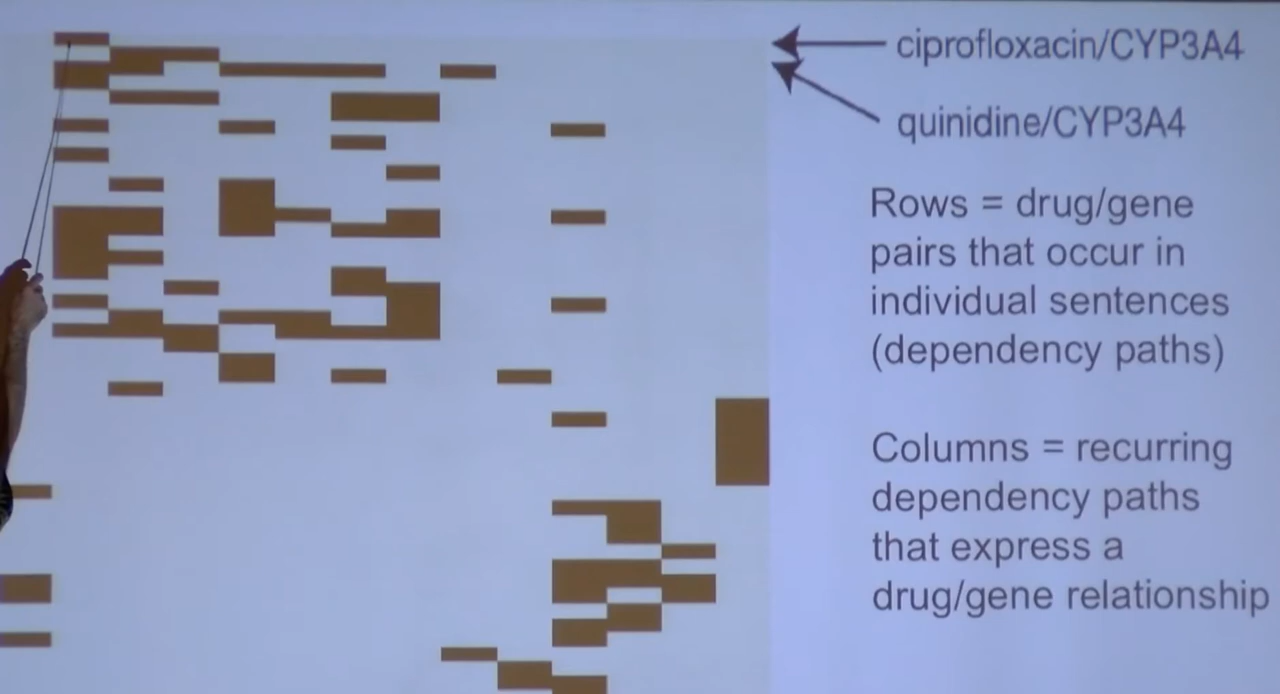 ciprofloxacin/CYP3A4
quinidine/CYP3A4
Rows = drug/gene
pairs that occur in
individual sentences
(dependency paths)
Columns = recurring
dependency paths
that express a
drug/gene relationship